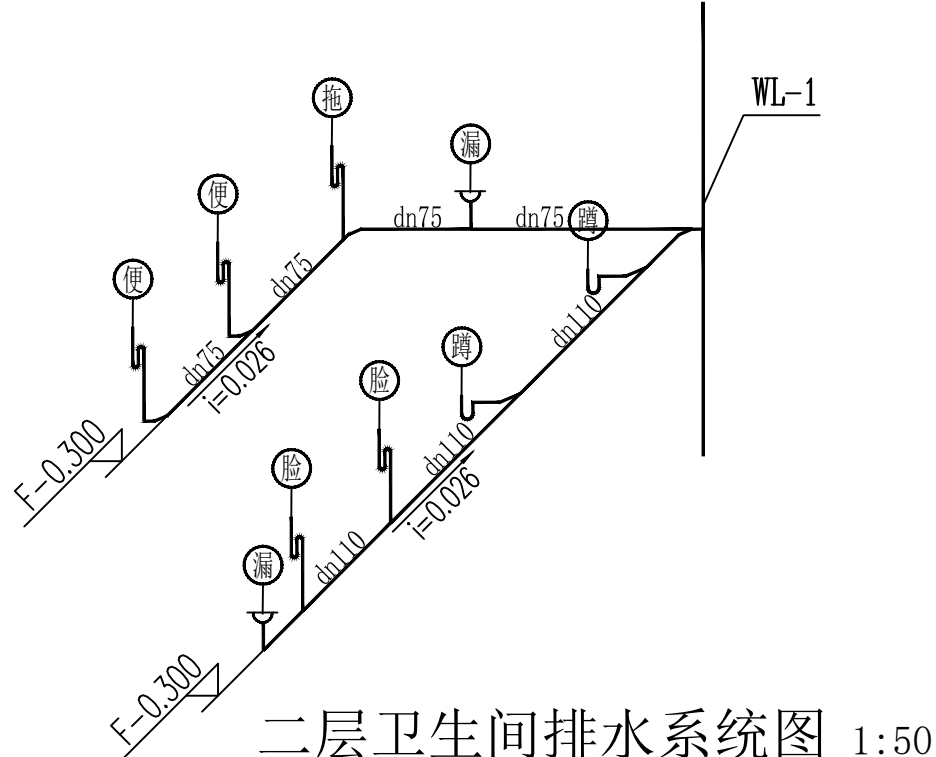 WL-1
拖
漏
便
dn75
dn75
蹲
便
dn75
dn75
i=0.026
dn110
蹲
脸
F-0.300
dn110
i=0.026
脸
dn110
漏
F-0.300
二层卫生间排水系统图 1:50